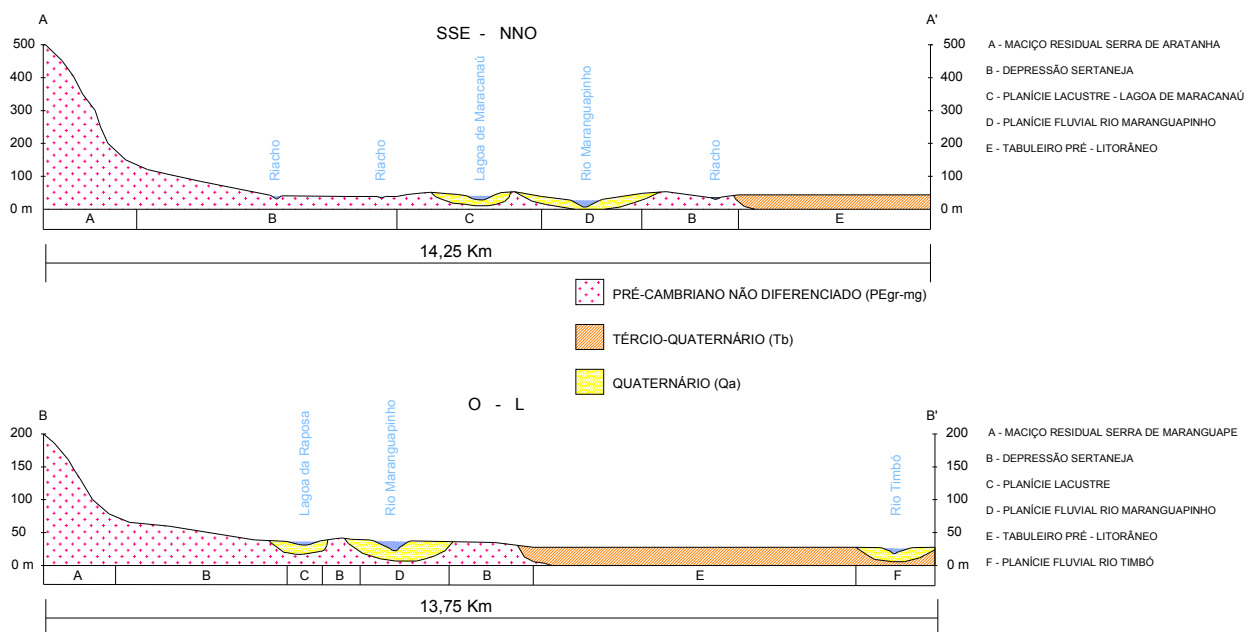 A
A'
SSE - NNO
500
400
300
200
100
0 m
Riacho
Riacho
Lagoa de Maracanaú
Rio Maranguapinho
Riacho
500
400
300
200
100
0 m
A - MACIÇO RESIDUAL SERRA DE ARATANHA
B - DEPRESSÃO SERTANEJA
C - PLANÍCIE LACUSTRE - LAGOA DE MARACANAÚ
D - PLANÍCIE FLUVIAL RIO MARANGUAPINHO
E - TABULEIRO PRÉ - LITORÂNEO
A B C D B E
14,25 Km
PRÉ-CAMBRIANO NÃO DIFERENCIADO (PEgr-mg)
TÉRCIO-QUATERNÁRIO (Tb)
QUATERNÁRIO (Qa)
O - L
B
B'
200
150
100
50
0 m
Lagoa da Raposa
Rio Maranguapinho
Rio Timbó
200
150
100
50
0 m
A - MACIÇO RESIDUAL SERRA DE MARANGUAPE
B - DEPRESSÃO SERTANEJA
C - PLANÍCIE LACUSTRE
D - PLANÍCIE FLUVIAL RIO MARANGUAPINHO
E - TABULEIRO PRÉ - LITORÂNEO
F - PLANÍCIE FLUVIAL RIO TIMBÓ
A B C B D B E F
13,75 Km